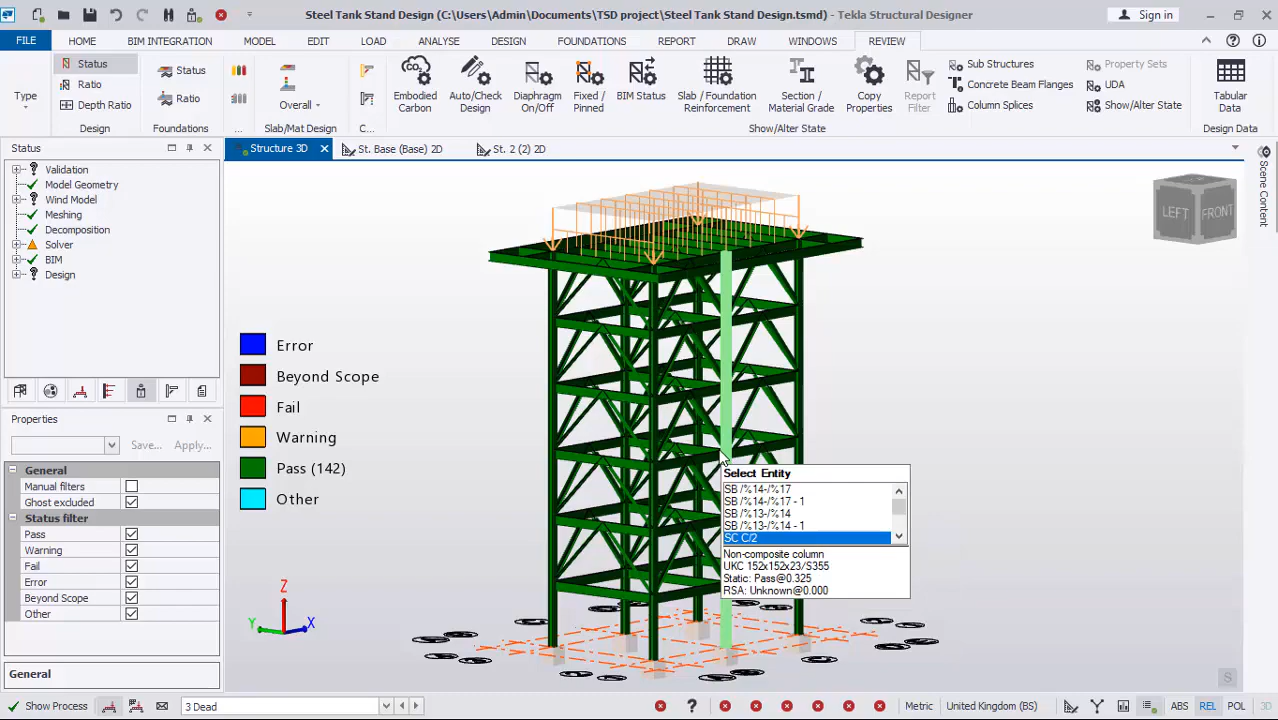 Steel Tank Stand Design (C:\Users\Admin\Documents\TSD project\Steel Tank Stand Design.tsmd) - Tekla Structural Designer
Sign in
FILE HOME BIM INTEGRATION MODEL EDIT LOAD ANALYSE DESIGN FOUNDATIONS REPORT DRAW WINDOWS REVIEW
Type
Status
Ratio
Depth Ratio
Design
Status
Ratio
Foundations
...
Overall
Slab/Mat Design
C...
Embodied
Carbon
Auto/Check
Design
Diaphragm
On/Off
Fixed /
Pinned
BIM Status
Slab / Foundation
Reinforcement
Section /
Material Grade
Copy
Properties
Report
Filter
Sub Structures
Concrete Beam Flanges
Column Splices
Property Sets
UDA
Show/Alter State
Show/Alter State
Tabular
Data
Design Data
Status
Validation
Model Geometry
Wind Model
Meshing
Decomposition
Solver
BIM
Design
Properties
Save...
Apply...
General
Manual filters
Ghost excluded
Status filter
Pass
Warning
Fail
Error
Beyond Scope
Other
General
Structure 3D
St. Base (Base) 2D
St. 2 (2) 2D
Scene Content
LEFT
FRONT
Error
Beyond Scope
Fail
Warning
Pass (142)
Other
Z
Y
X
Select Entity
SB /%14-/%17
SB /%14-/%17 - 1
SB /%13-/%14
SB /%13-/%14 - 1
SC C/2
Non-composite column
UKC 152x152x23/S355
Static: Pass@0.325
RSA: Unknown@0.000
S
Show Process
3 Dead
Metric
United Kingdom (BS)
ABS
REL
POL
3D